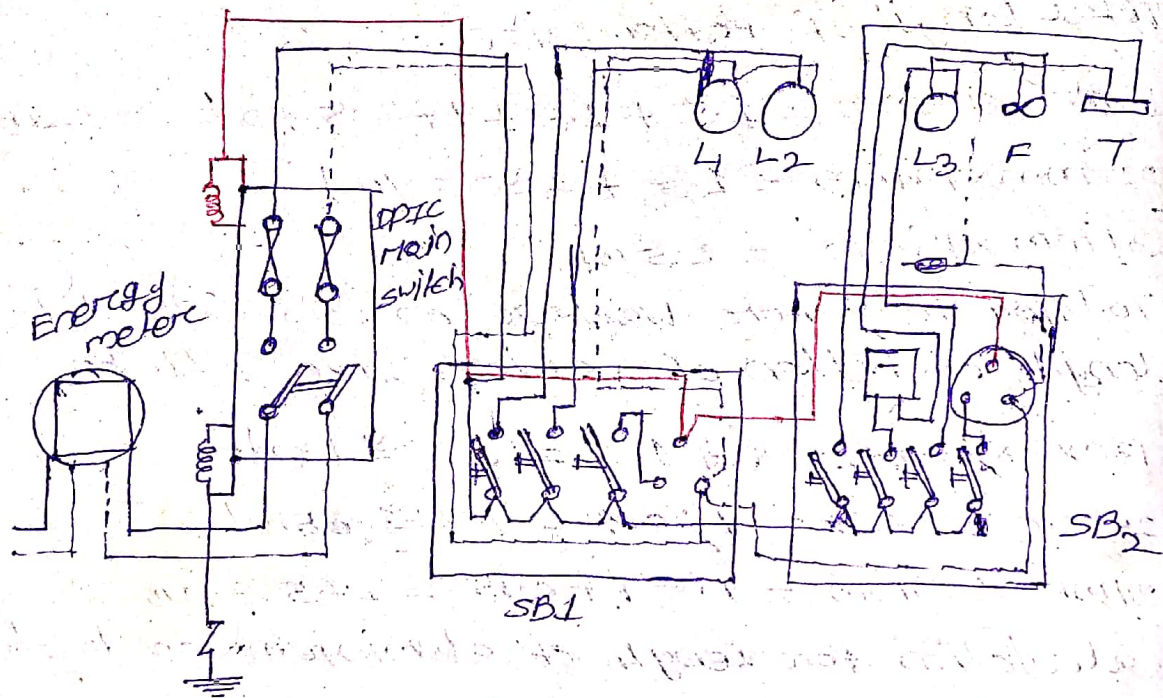 Energy
meter
DPIC
Main
switch
L1 L2
L3 F T
SB1
SB2